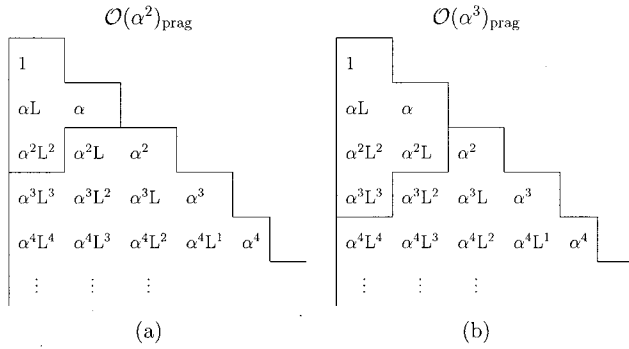 𝒪(α²)prag 𝒪(α³)prag
1 1
αL α αL α
α²L² α²L α² α²L² α²L α²
α³L³ α³L² α³L α³ α³L³ α³L² α³L α³
α⁴L⁴ α⁴L³ α⁴L² α⁴L¹ α⁴ α⁴L⁴ α⁴L³ α⁴L² α⁴L¹ α⁴
⋮ ⋮ ⋮ ⋮ ⋮ ⋮
(a) (b)